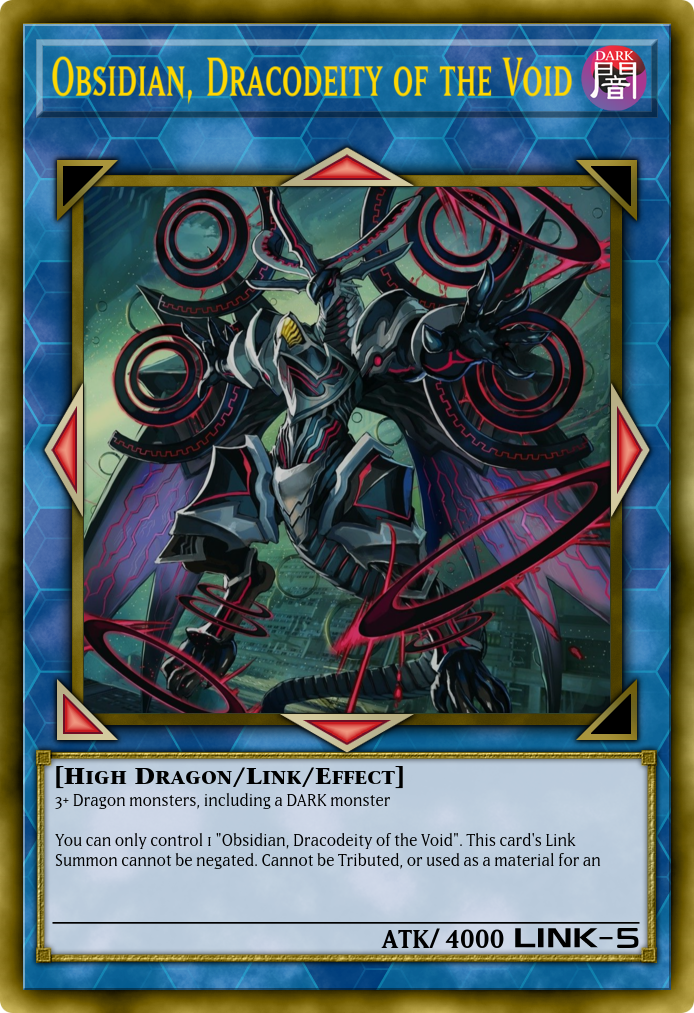 Obsidian, Dracodeity of the Void
DARK
闇
[High Dragon/Link/Effect]
3+ Dragon monsters, including a DARK monster
You can only control 1 "Obsidian, Dracodeity of the Void". This card's Link
Summon cannot be negated. Cannot be Tributed, or used as a material for an
ATK/ 4000 LINK-5